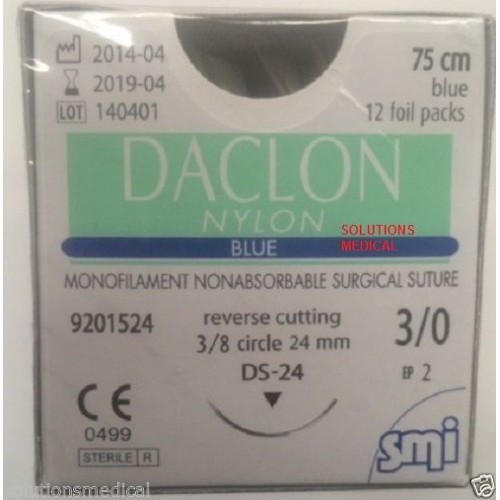 2014-04
2019-04
LOT 140401
75 cm
blue
12 foil packs
DACLON
NYLON
BLUE
SOLUTIONS
MEDICAL
MONOFILAMENT NONABSORBABLE SURGICAL SUTURE
9201524
reverse cutting
3/8 circle 24 mm
DS-24
3/0
EP 2
CE
0499
STERILE R
smi
solutionsmedical